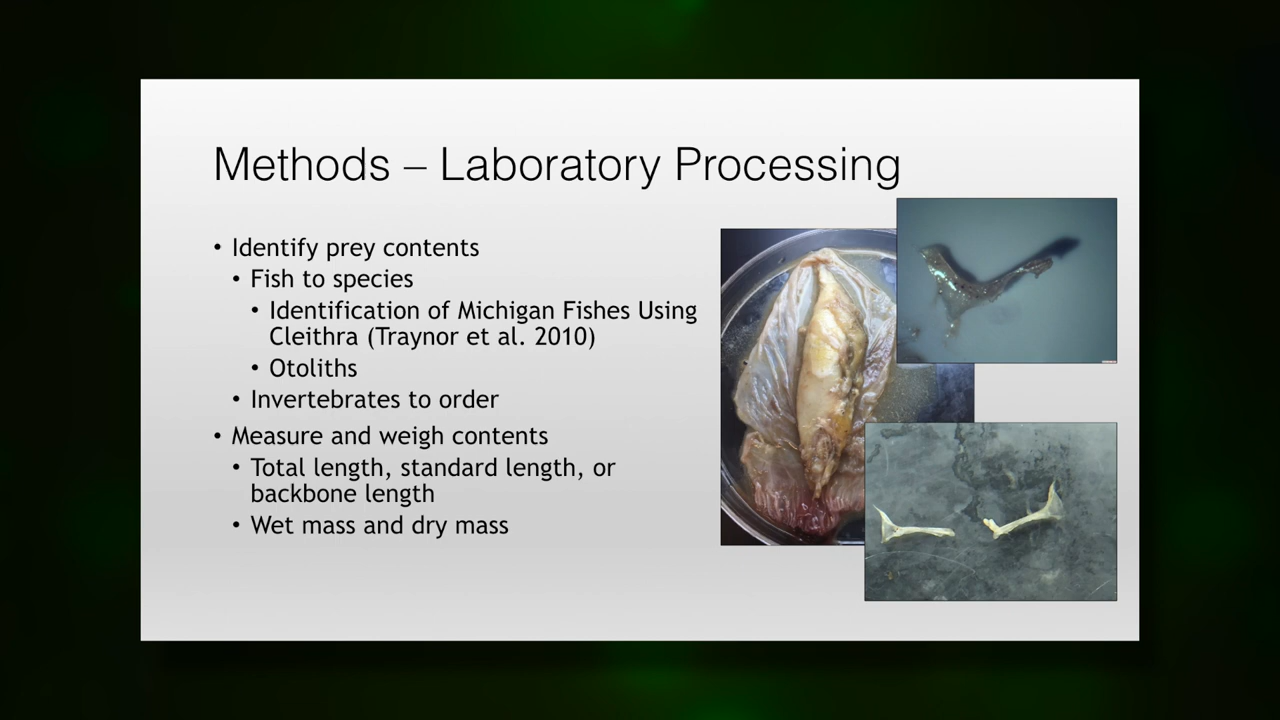 Methods – Laboratory Processing
• Identify prey contents
• Fish to species
• Identification of Michigan Fishes Using
Cleithra (Traynor et al. 2010)
• Otoliths
• Invertebrates to order
• Measure and weigh contents
• Total length, standard length, or
backbone length
• Wet mass and dry mass